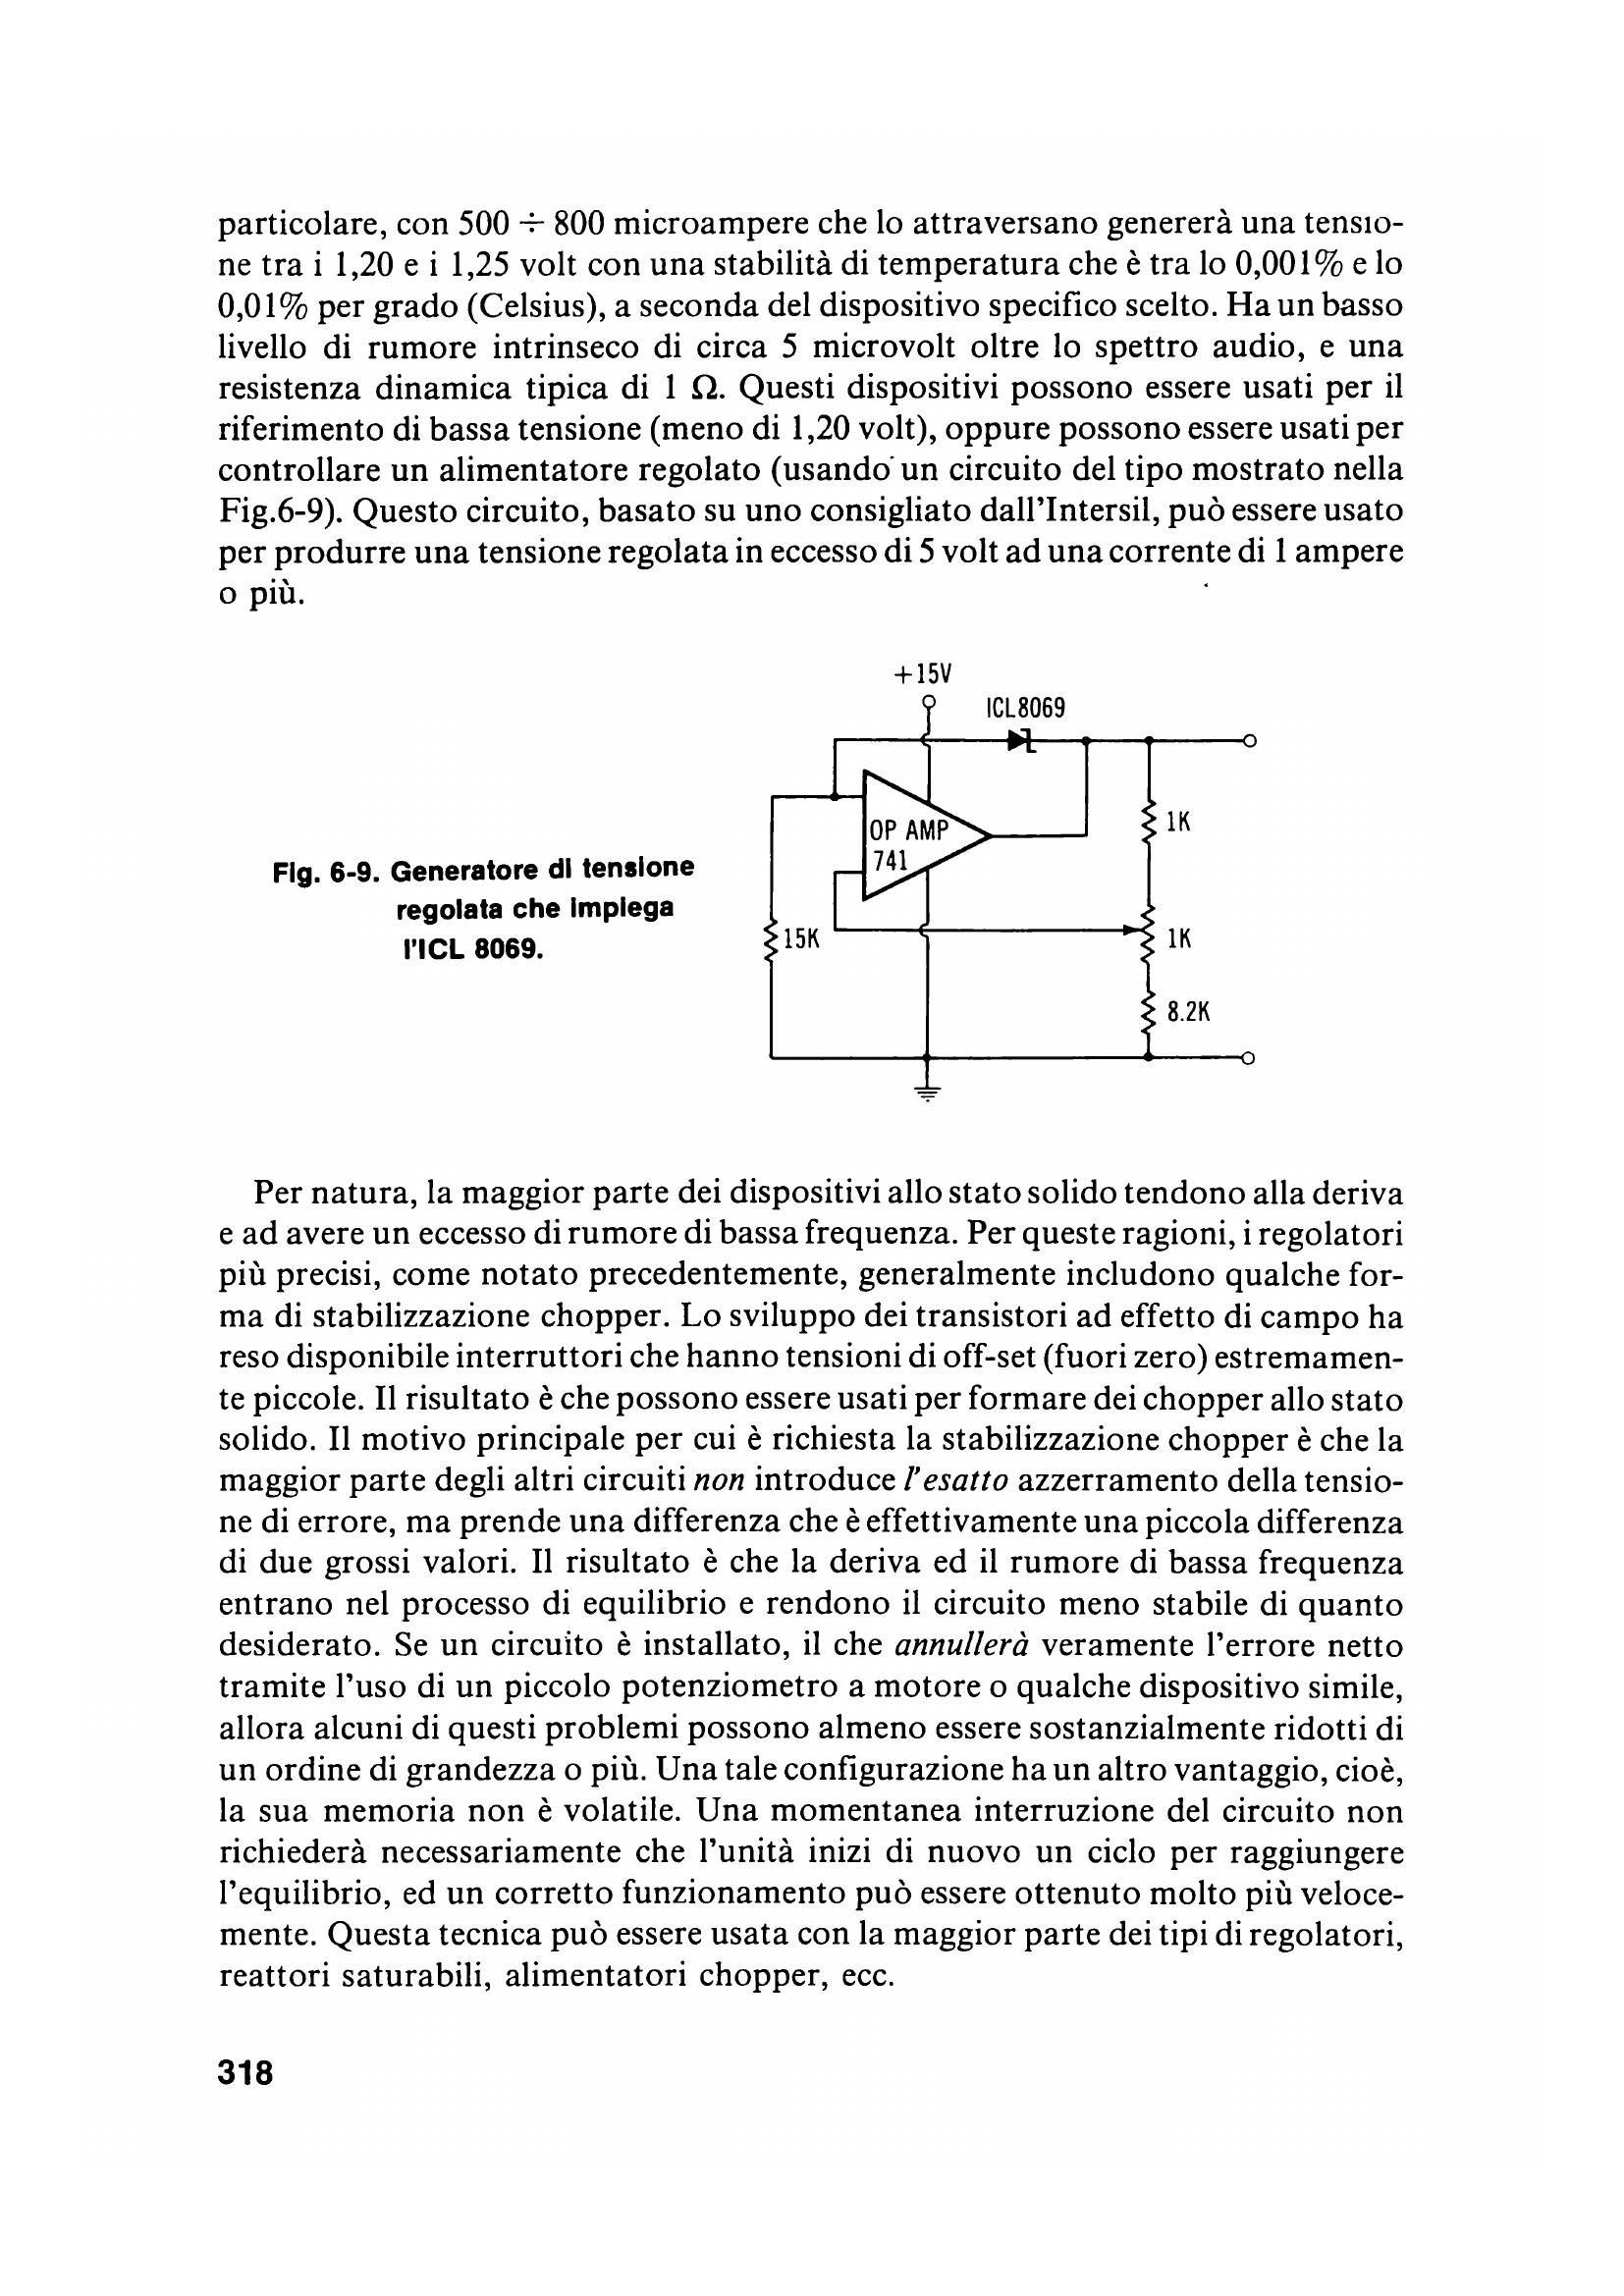 particolare, con 500 ÷ 800 microampere che lo attraversano genererà una tensio-
ne tra i 1,20 e i 1,25 volt con una stabilità di temperatura che è tra lo 0,001% e lo
0,01% per grado (Celsius), a seconda del dispositivo specifico scelto. Ha un basso
livello di rumore intrinseco di circa 5 microvolt oltre lo spettro audio, e una
resistenza dinamica tipica di 1 Ω. Questi dispositivi possono essere usati per il
riferimento di bassa tensione (meno di 1,20 volt), oppure possono essere usati per
controllare un alimentatore regolato (usando un circuito del tipo mostrato nella
Fig.6-9). Questo circuito, basato su uno consigliato dall'Intersil, può essere usato
per produrre una tensione regolata in eccesso di 5 volt ad una corrente di 1 ampere
o più.
+15V
ICL8069
1K
OP AMP
741
Fig. 6-9. Generatore di tensione
regolata che impiega
l'ICL 8069.
15K
1K
8.2K
Per natura, la maggior parte dei dispositivi allo stato solido tendono alla deriva
e ad avere un eccesso di rumore di bassa frequenza. Per queste ragioni, i regolatori
più precisi, come notato precedentemente, generalmente includono qualche for-
ma di stabilizzazione chopper. Lo sviluppo dei transistori ad effetto di campo ha
reso disponibile interruttori che hanno tensioni di off-set (fuori zero) estremamen-
te piccole. Il risultato è che possono essere usati per formare dei chopper allo stato
solido. Il motivo principale per cui è richiesta la stabilizzazione chopper è che la
maggior parte degli altri circuiti non introduce l'esatto azzerramento della tensio-
ne di errore, ma prende una differenza che è effettivamente una piccola differenza
di due grossi valori. Il risultato è che la deriva ed il rumore di bassa frequenza
entrano nel processo di equilibrio e rendono il circuito meno stabile di quanto
desiderato. Se un circuito è installato, il che annullerà veramente l'errore netto
tramite l'uso di un piccolo potenziometro a motore o qualche dispositivo simile,
allora alcuni di questi problemi possono almeno essere sostanzialmente ridotti di
un ordine di grandezza o più. Una tale configurazione ha un altro vantaggio, cioè,
la sua memoria non è volatile. Una momentanea interruzione del circuito non
richiederà necessariamente che l'unità inizi di nuovo un ciclo per raggiungere
l'equilibrio, ed un corretto funzionamento può essere ottenuto molto più veloce-
mente. Questa tecnica può essere usata con la maggior parte dei tipi di regolatori,
reattori saturabili, alimentatori chopper, ecc.
318